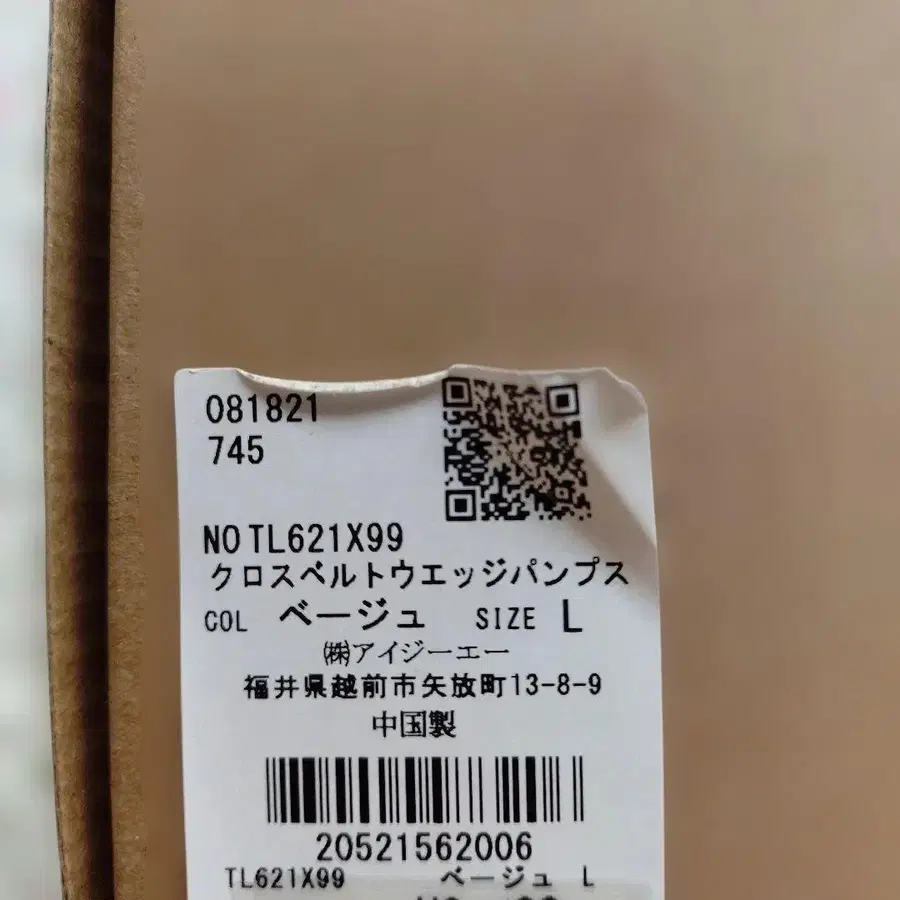 081821
745
NO TL621X99
クロスベルトウエッジパンプス
COL ベージュ SIZE L
㈱アイジーエー
福井県越前市矢放町13-8-9
中国製
20521562006
TL621X99 ベージュ L